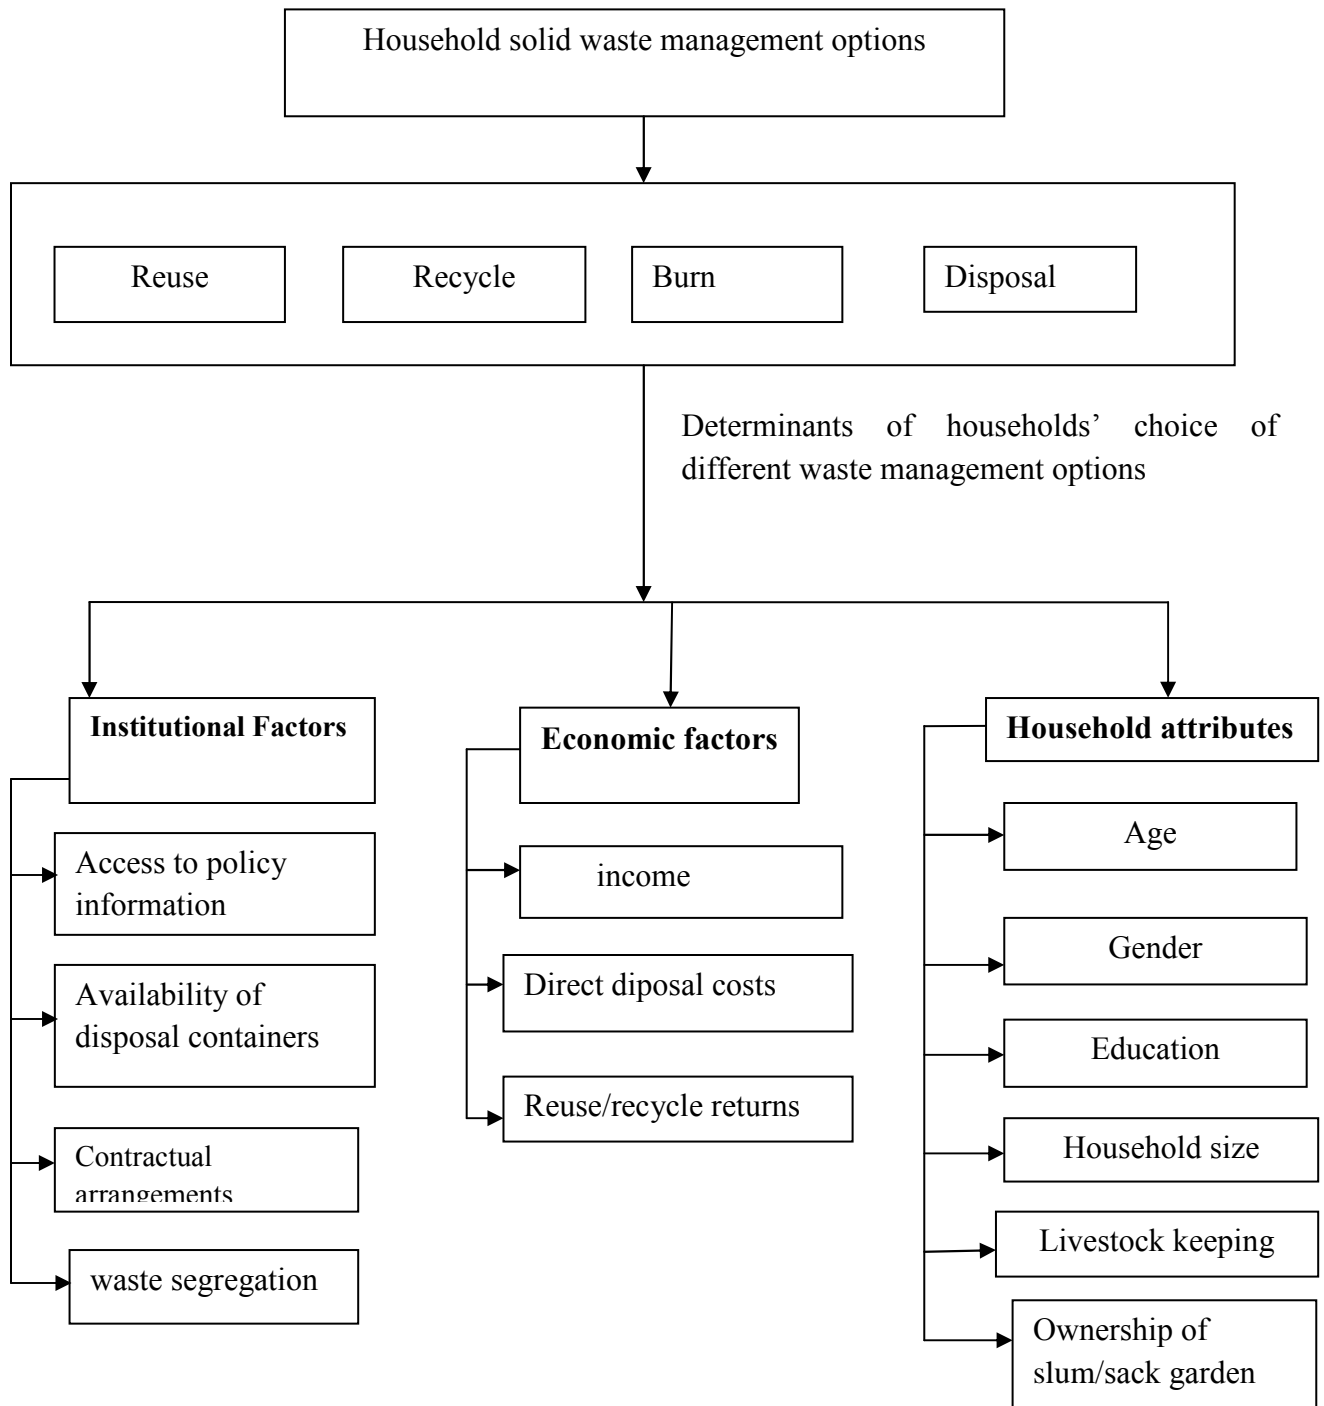 Household solid waste management options
Reuse
Recycle
Burn
Disposal
Determinants of households’ choice of
different waste management options
Institutional Factors
Access to policy
information
Availability of
disposal containers
Contractual
arrangements
waste segregation
Economic factors
income
Direct diposal costs
Reuse/recycle returns
Household attributes
Age
Gender
Education
Household size
Livestock keeping
Ownership of
slum/sack garden